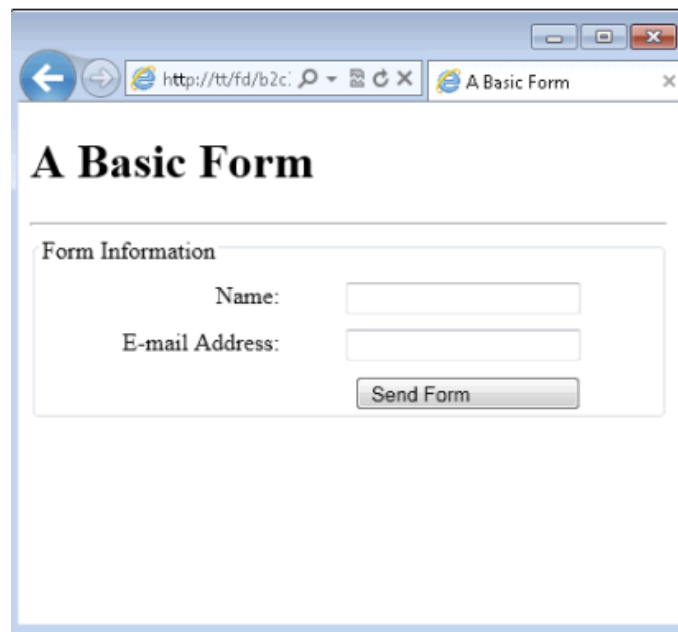 http://tt/fd/b2c
A Basic Form
A Basic Form
Form Information
Name:
E-mail Address:
Send Form